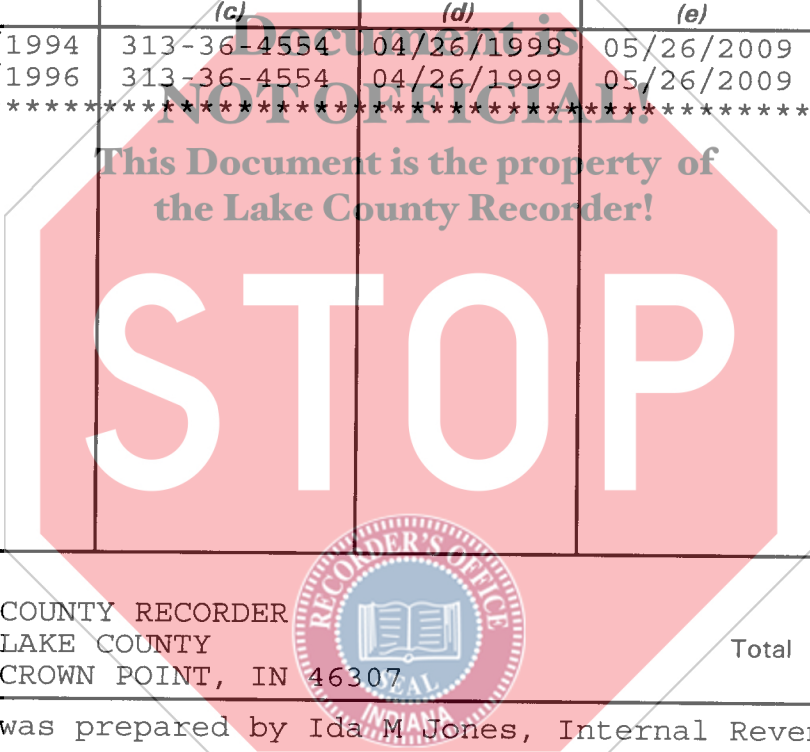 (c) (d) (e)
Document is
1994 313-36-4554 04/26/1999 05/26/2009
1996 313-36-4554 04/26/1999 05/26/2009
******************************************
NOT OFFICIAL!
This Document is the property of
the Lake County Recorder!
STOP
RECORDER'S OFFICE
COUNTY RECORDER
LAKE COUNTY Total
CROWN POINT, IN 46307
SEAL
INDIANA
was prepared by Ida M Jones, Internal Reve